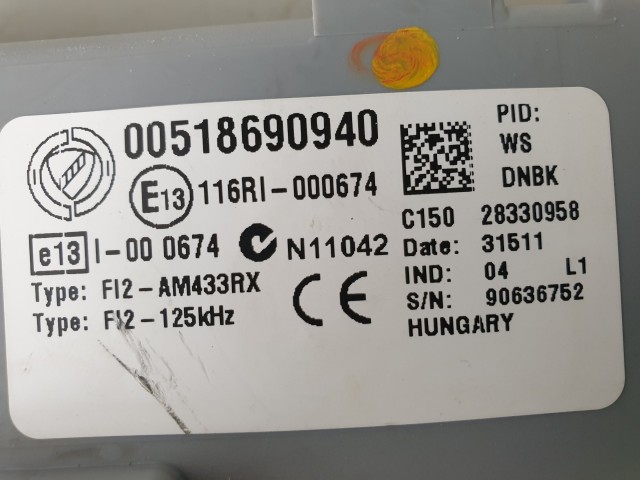 00518690940
E13 116RI-000674
e13 I-00 0674 N11042
Type: FI2-AM433RX
Type: FI2-125kHz
CE
PID:
WS
DNBK
C150 28330958
Date: 31511
IND: 04 L1
S/N: 90636752
HUNGARY